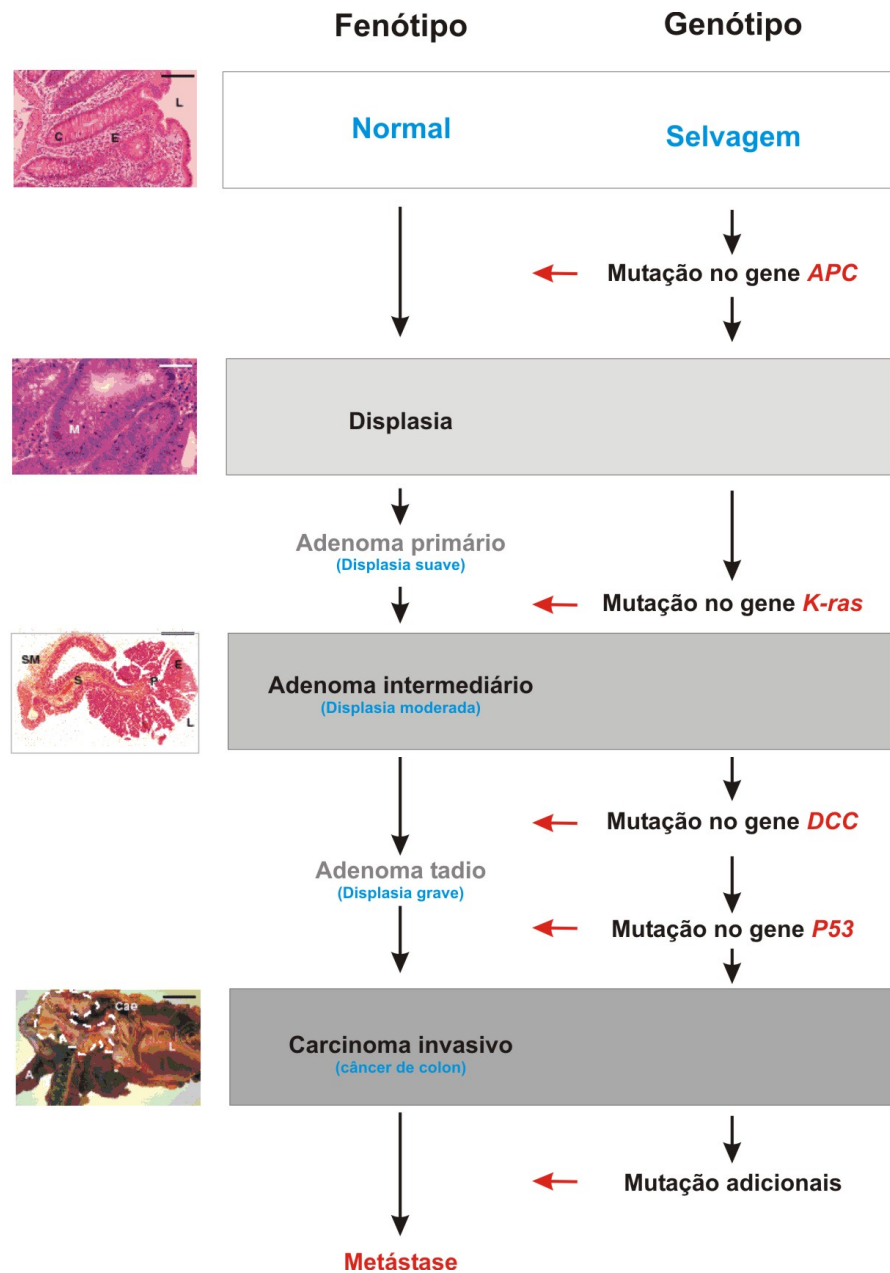 Fenótipo Genótipo
L
C E
Normal Selvagem
Mutação no gene APC
M
Displasia
Adenoma primário
(Displasia suave)
Mutação no gene K-ras
SM
S P E
L
Adenoma intermediário
(Displasia moderada)
Mutação no gene DCC
Adenoma tadio
(Displasia grave)
Mutação no gene P53
Cae
A L
A
Carcinoma invasivo
(câncer de colon)
Mutação adicionais
Metástase